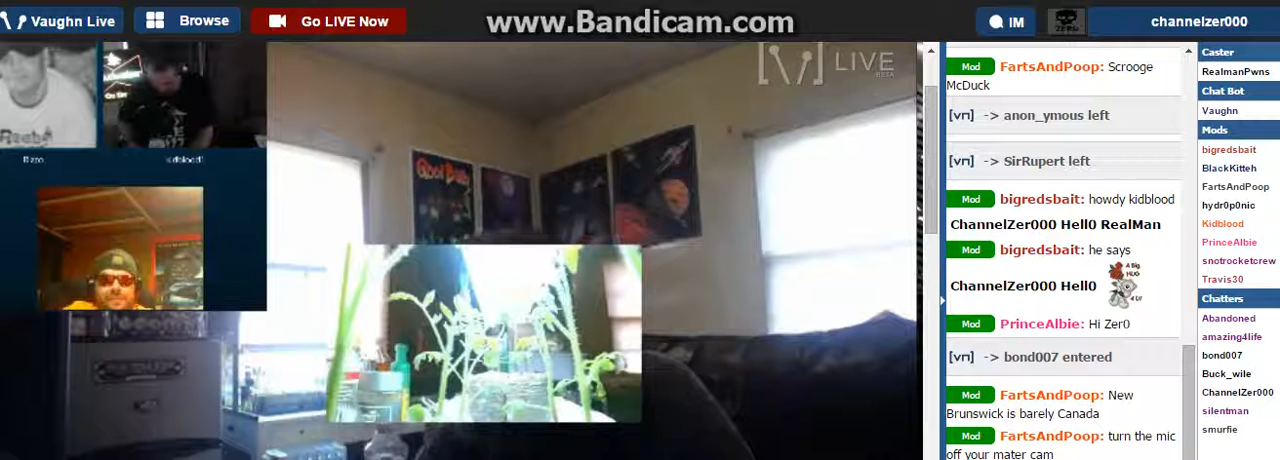 Vaughn Live
Browse
Go LIVE Now
www.Bandicam.com
IM
ZERO
channelzer000
LIVE
BETA
Bizzo
Kidblood1
Mod FartsAndPoop: Scrooge
McDuck
[vn] -> anon_ymous left
[vn] -> SirRupert left
Mod bigredsbait: howdy kidblood
ChannelZer000 Hell0 RealMan
Mod bigredsbait: he says
ChannelZer000 Hell0
Mod PrinceAlbie: Hi Zer0
[vn] -> bond007 entered
Mod FartsAndPoop: New
Brunswick is barely Canada
Mod FartsAndPoop: turn the mic
off your mater cam
Caster
RealmanPwns
Chat Bot
Vaughn
Mods
bigredsbait
BlackKitteh
FartsAndPoop
hydr0p0nic
Kidblood
PrinceAlbie
snotrocketcrew
Travis30
Chatters
Abandoned
amazing4life
bond007
Buck_wile
ChannelZer000
silentman
smurfie